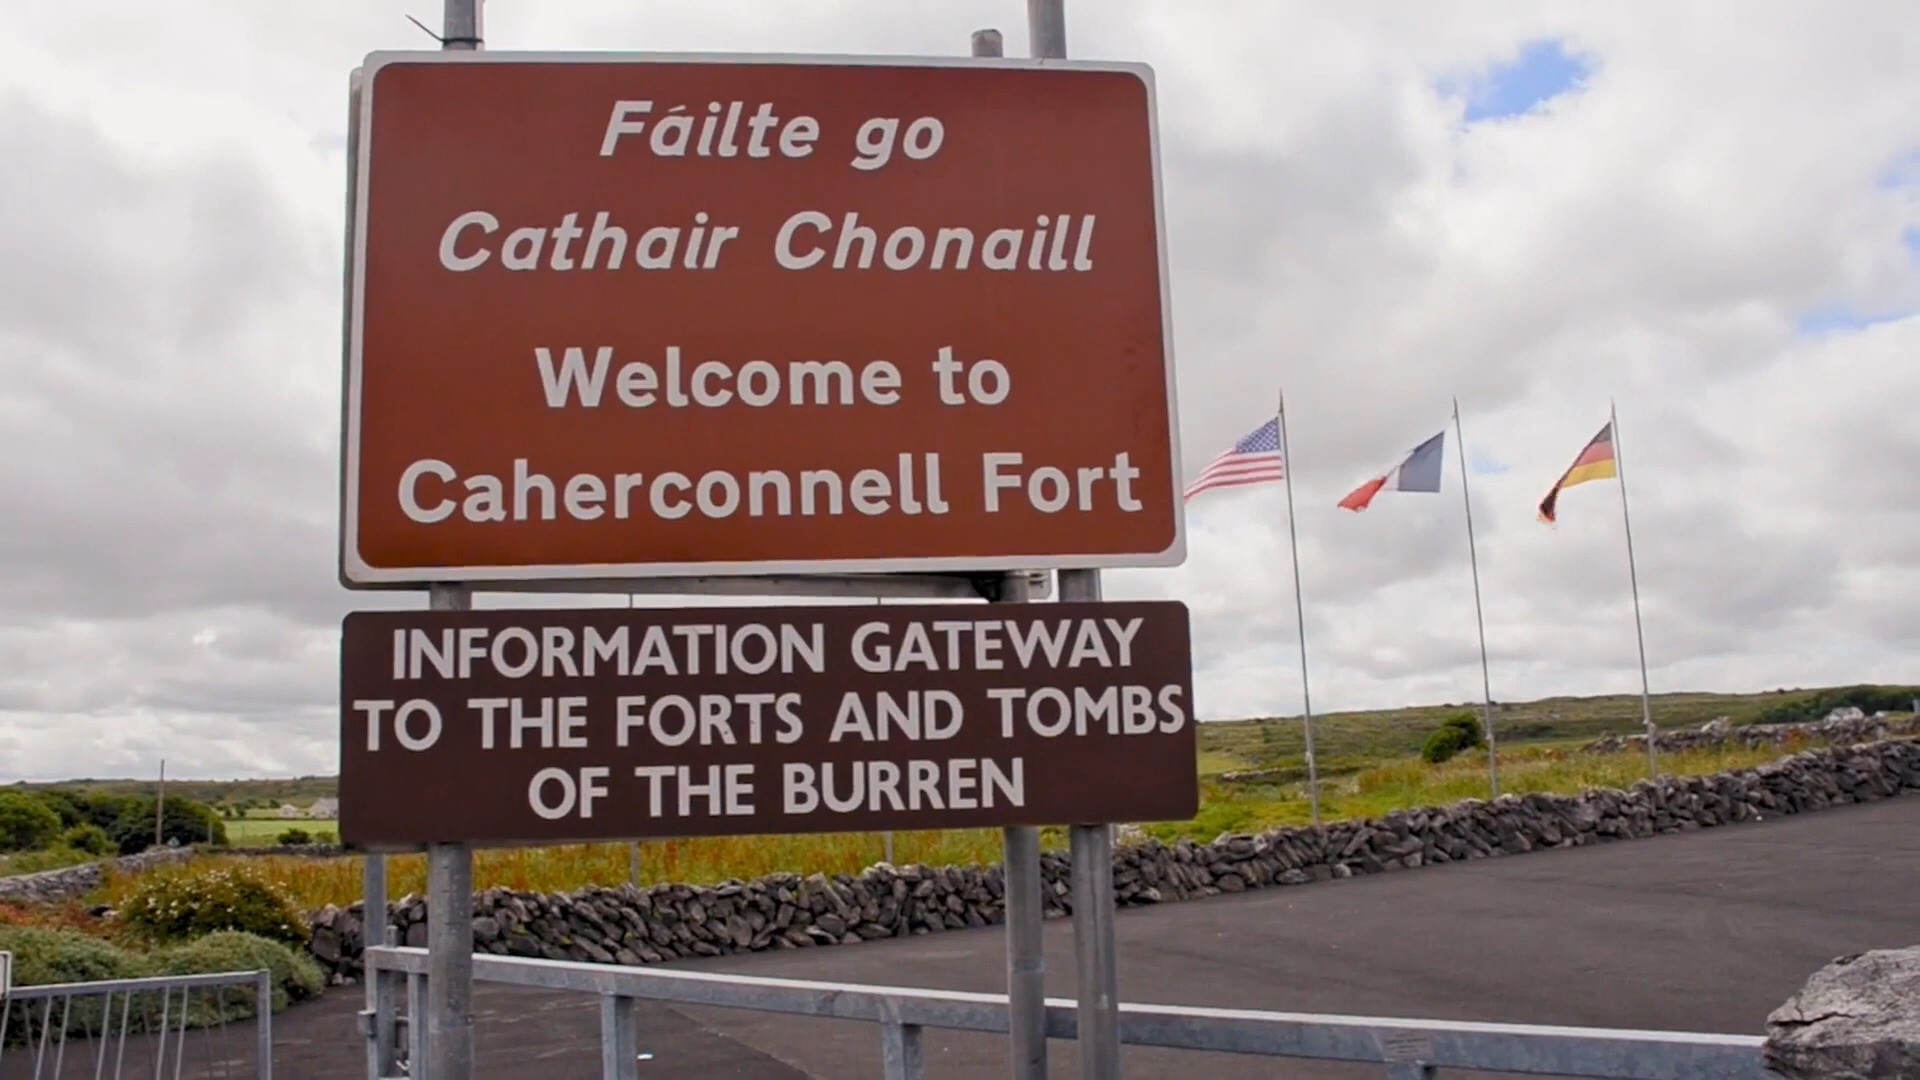 Fáilte go
Cathair Chonaill
Welcome to
Caherconnell Fort
INFORMATION GATEWAY
TO THE FORTS AND TOMBS
OF THE BURREN